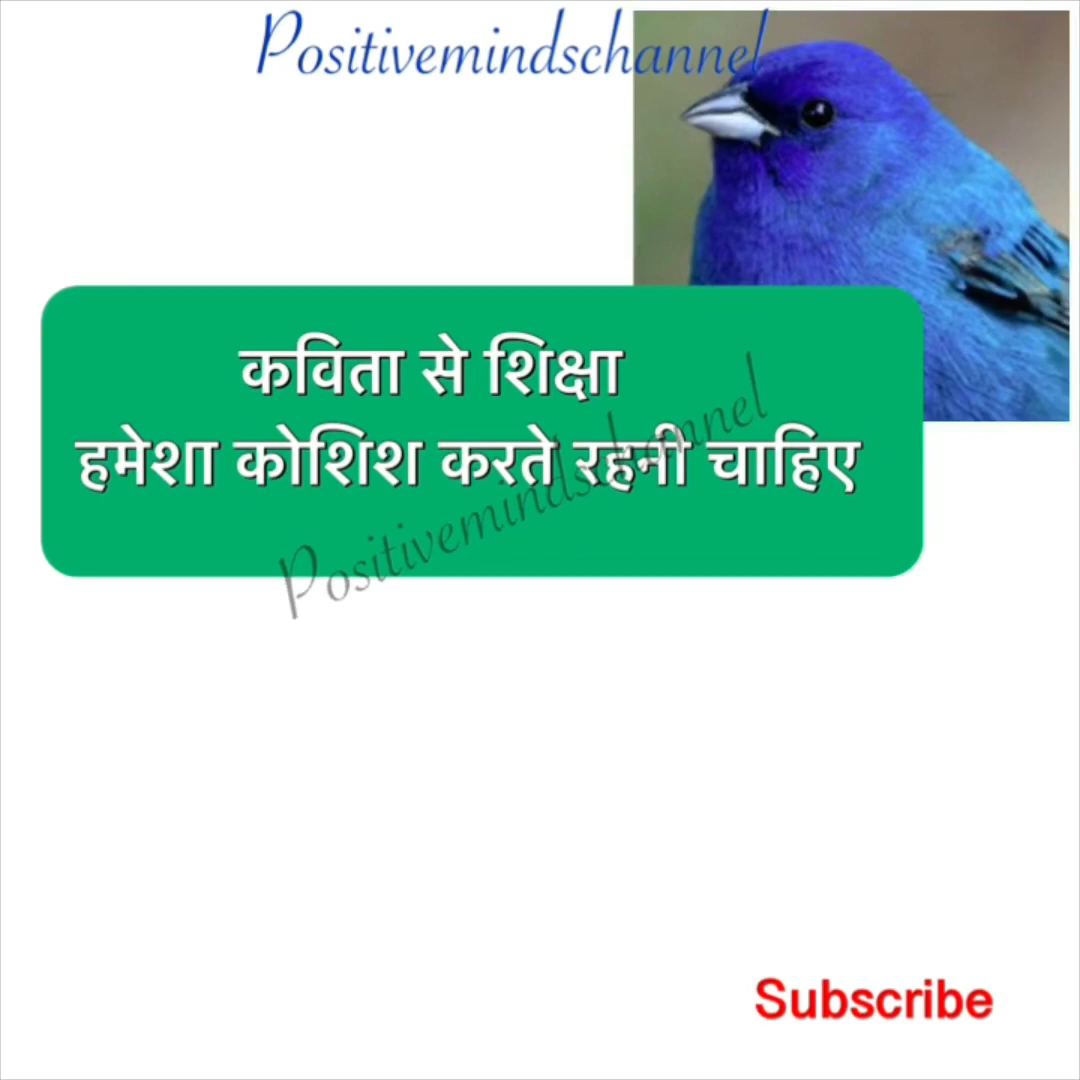 Positivemindschannel
कविता से शिक्षा
हमेशा कोशिश करते रहनी चाहिए
Positivemindschannel
Subscribe